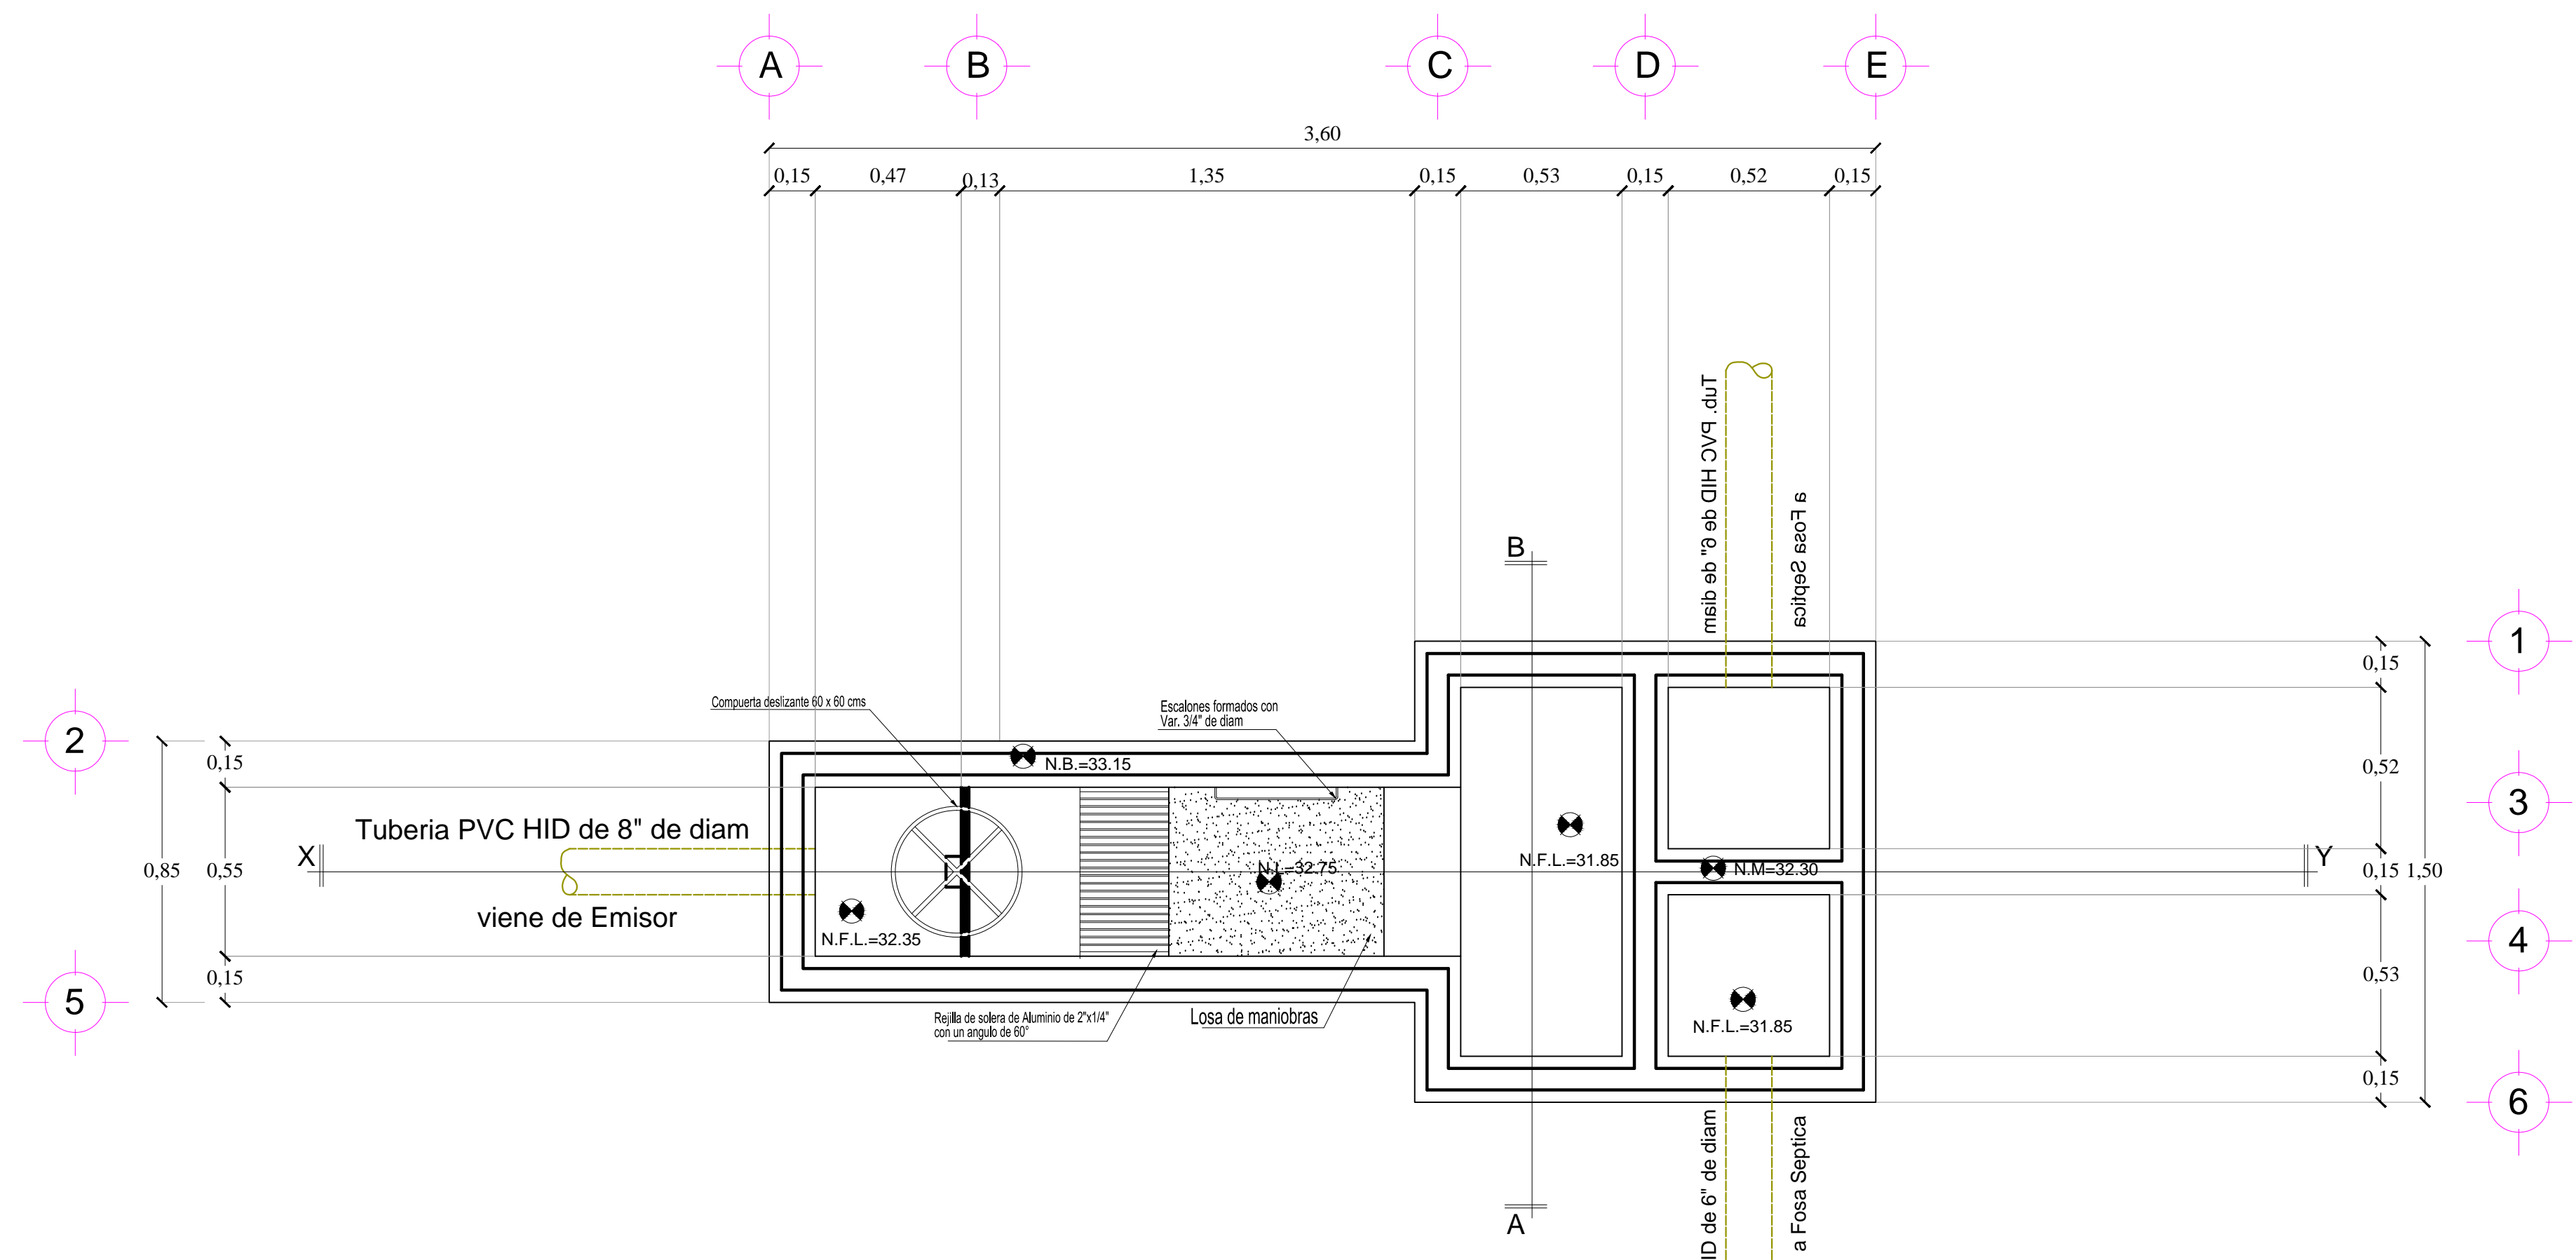 A
B
C
D
E
3,60
0,15
0,47
0,13
1,35
0,15
0,53
0,15
0,52
0,15
Tub. PVC HID de 6" de diam
a Fosa Septica
B
1
0,15
2
0,15
Compuerta deslizante 60 x 60 cms
Escalones formados con
Var. 3/4" de diam
N.B.=33.15
0,52
3
Tuberia PVC HID de 8" de diam
X
0,85
0,55
N.L=32.75
N.F.L.=31.85
N.M=32.30
Y
0,15
1,50
viene de Emisor
N.F.L.=32.35
4
0,15
5
0,53
Rejilla de solera de Aluminio de 2"x1/4"
con un angulo de 60°
Losa de maniobras
N.F.L.=31.85
0,15
6
ID de 6" de diam
a Fosa Septica
A